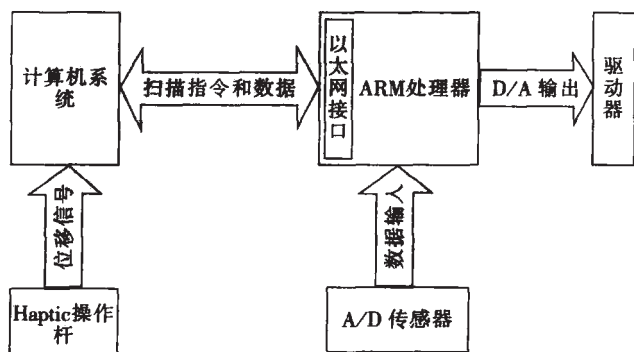 计算机系
统
扫描指令和数据
以太网接口
ARM处理器
D/A 输出
驱动器
位移信号
数据输入
Haptic操作
杆
A/D 传感器